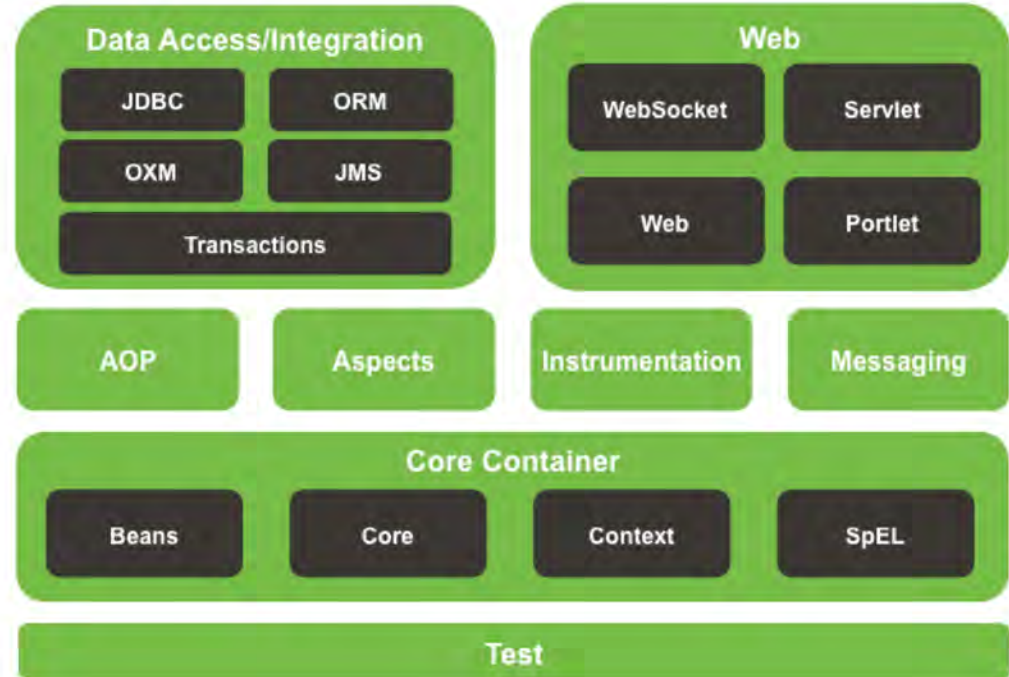 Data Access/Integration
JDBC
ORM
OXM
JMS
Transactions
Web
WebSocket
Servlet
Web
Portlet
AOP
Aspects
Instrumentation
Messaging
Core Container
Beans
Core
Context
SpEL
Test